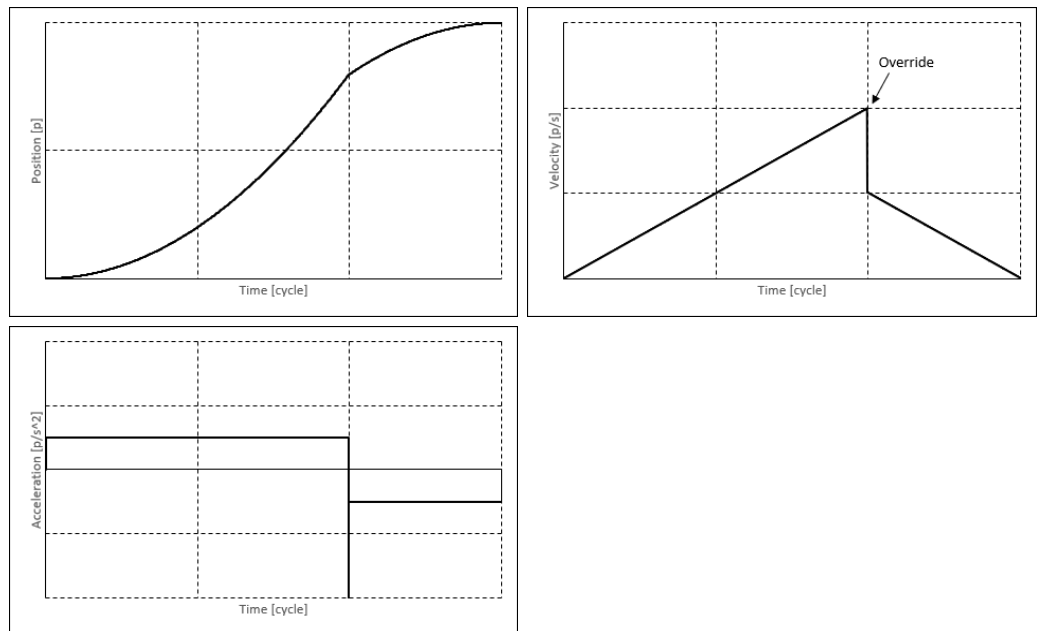 Position [p]
Time [cycle]
Override
Velocity [p/s]
Time [cycle]
Acceleration [p/s^2]
Time [cycle]